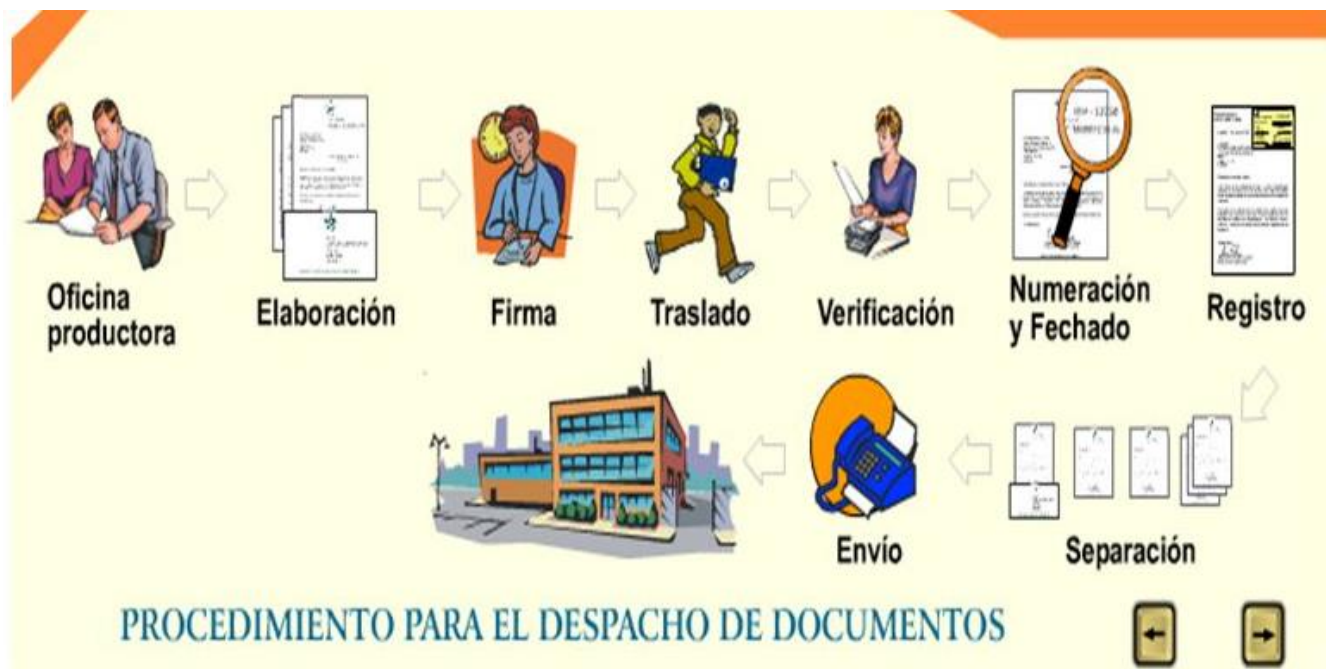 Oficina
productora
Elaboración
Firma
Traslado
Verificación
Numeración
y Fechado
Registro
Envío
Separación
PROCEDIMIENTO PARA EL DESPACHO DE DOCUMENTOS